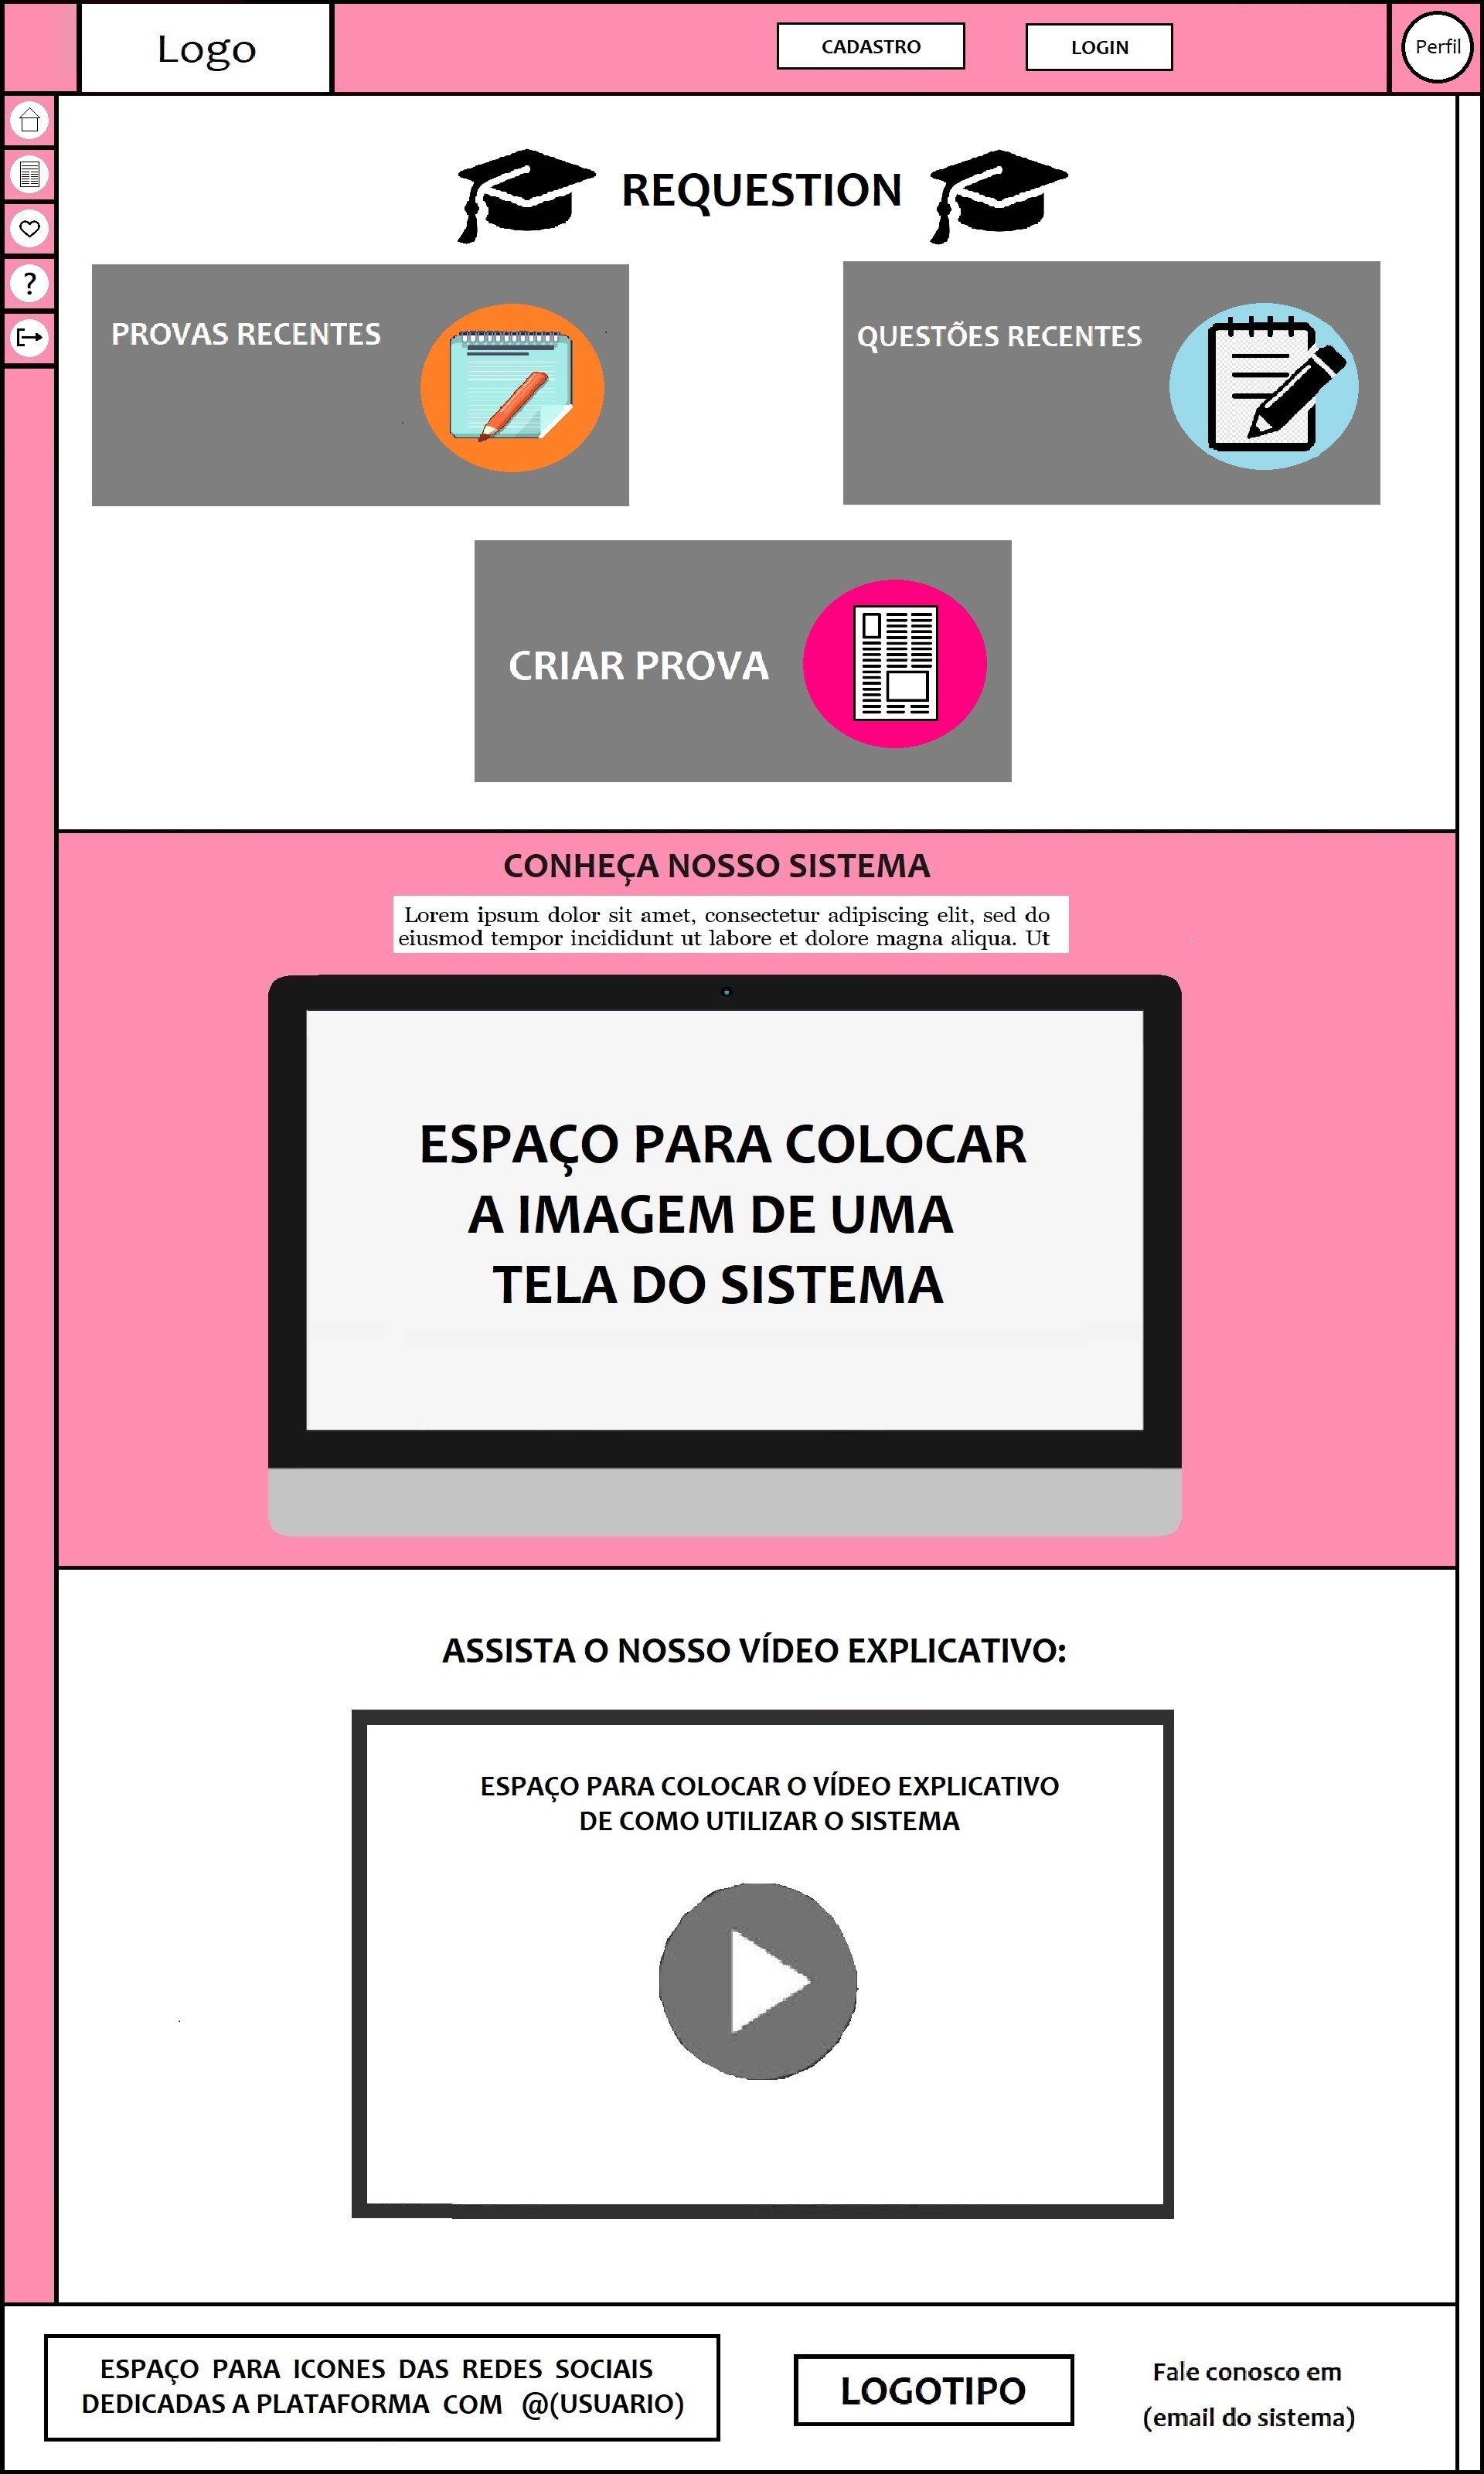 Logo
CADASTRO
LOGIN
Perfil
REQUESTION
?
PROVAS RECENTES
QUESTÕES RECENTES
CRIAR PROVA
CONHEÇA NOSSO SISTEMA
Lorem ipsum dolor sit amet, consectetur adipiscing elit, sed do
eiusmod tempor incididunt ut labore et dolore magna aliqua. Ut
ESPAÇO PARA COLOCAR
A IMAGEM DE UMA
TELA DO SISTEMA
ASSISTA O NOSSO VÍDEO EXPLICATIVO:
ESPAÇO PARA COLOCAR O VÍDEO EXPLICATIVO
DE COMO UTILIZAR O SISTEMA
ESPAÇO PARA ICONES DAS REDES SOCIAIS
DEDICADAS A PLATAFORMA COM @(USUARIO)
LOGOTIPO
Fale conosco em
(email do sistema)